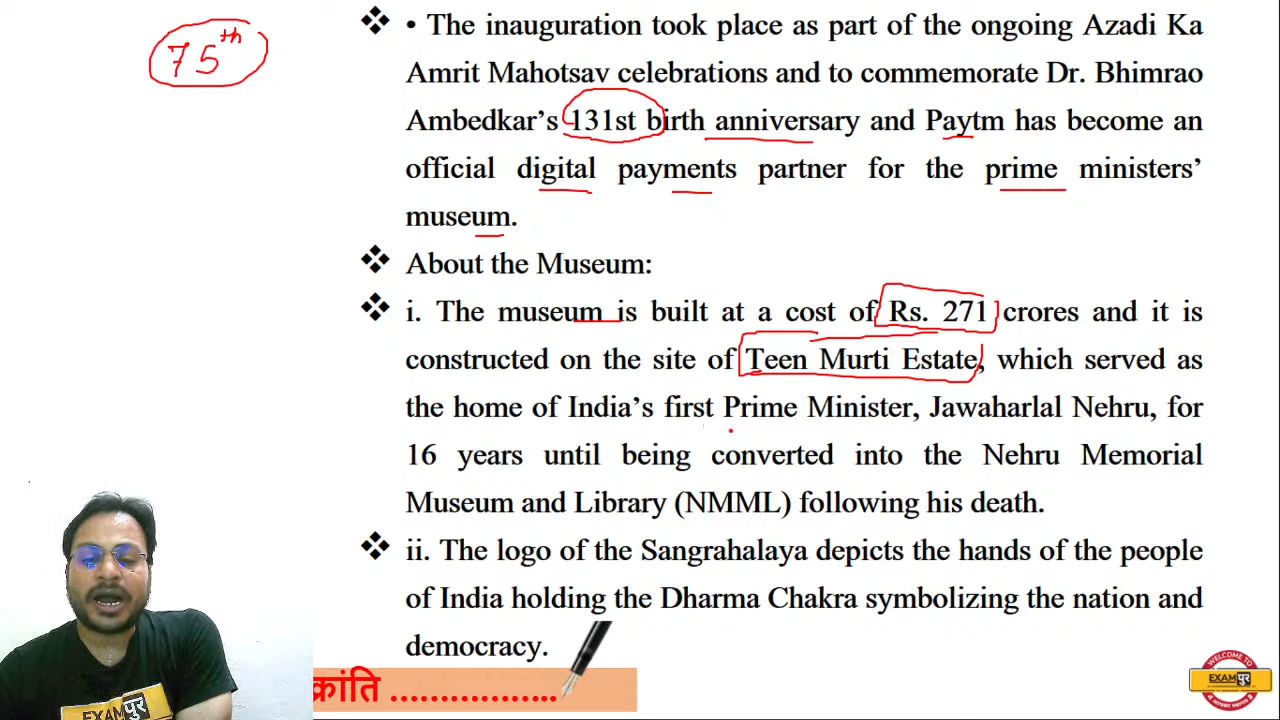 75th
❖ • The inauguration took place as part of the ongoing Azadi Ka
Amrit Mahotsav celebrations and to commemorate Dr. Bhimrao
Ambedkar’s 131st birth anniversary and Paytm has become an
official digital payments partner for the prime ministers’
museum.
❖ About the Museum:
❖ i. The museum is built at a cost of Rs. 271 crores and it is
constructed on the site of Teen Murti Estate, which served as
the home of India’s first Prime Minister, Jawaharlal Nehru, for
16 years until being converted into the Nehru Memorial
Museum and Library (NMML) following his death.
❖ ii. The logo of the Sangrahalaya depicts the hands of the people
of India holding the Dharma Chakra symbolizing the nation and
democracy.
क्रांति .................
EXAMपुर
WELCOME TO
EXAMपुर